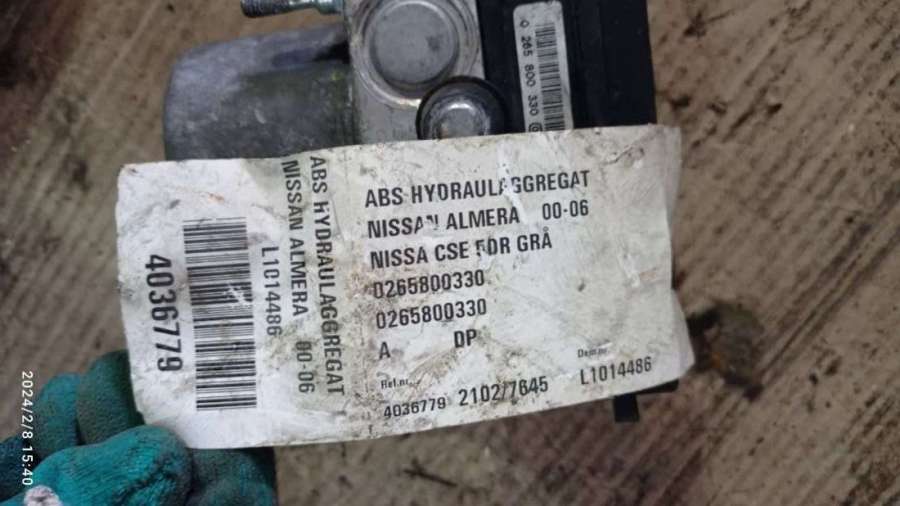 0 265 800 330
ABS HYDRAULAGGREGAT
NISSAN ALMERA 00-06
NISSA CSE 5DR GRÅ
0265800330
0265800330
A DP
Ref.nr.
Dem.nr.
4036779 2102/7645 L1014486
ABS HYDRAULAGGREGAT
NISSAN ALMERA 00-06
L1014486
4036779
2024/2/8 15:40